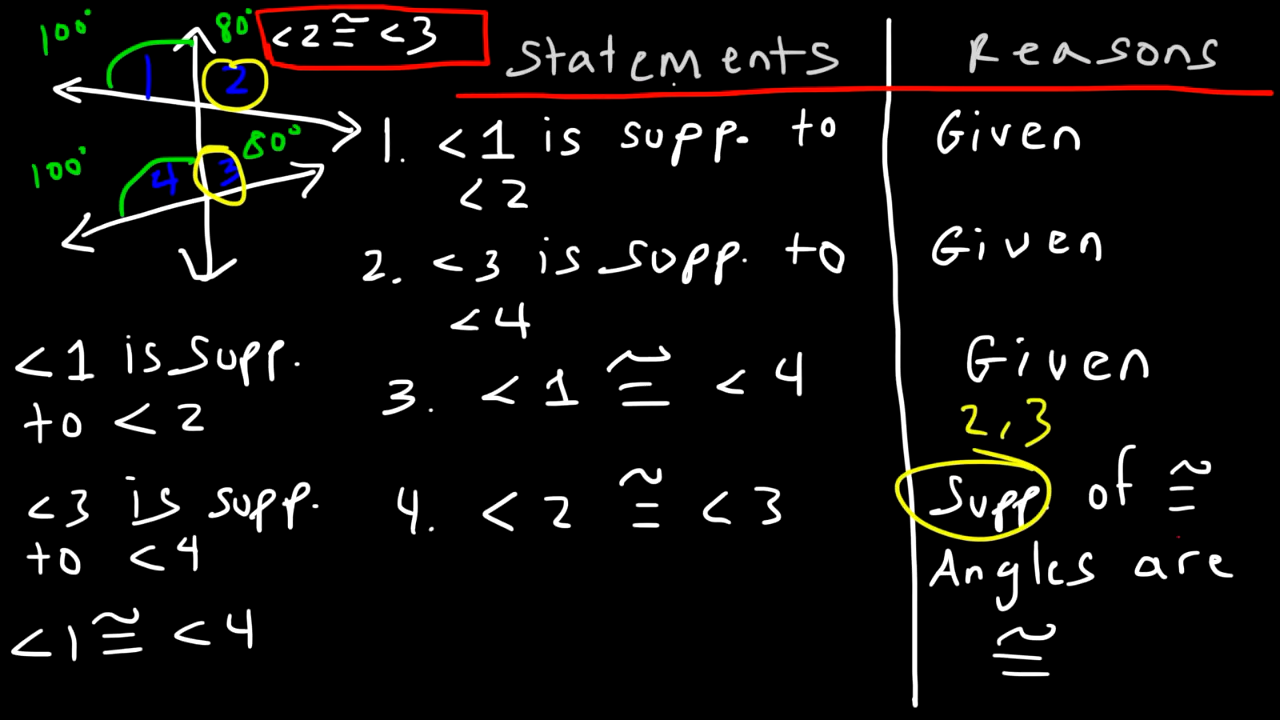 100° 80° <2 ≅ <3
1 2
100° 80°
4 3
<1 is supp.
to <2
<3 is supp.
to <4
<1 ≅ <4
Statements Reasons
1. <1 is supp. to Given
<2
2. <3 is supp. to Given
<4
3. <1 ≅ <4 Given
2,3
4. <2 ≅ <3 Supp. of ≅
Angles are
≅